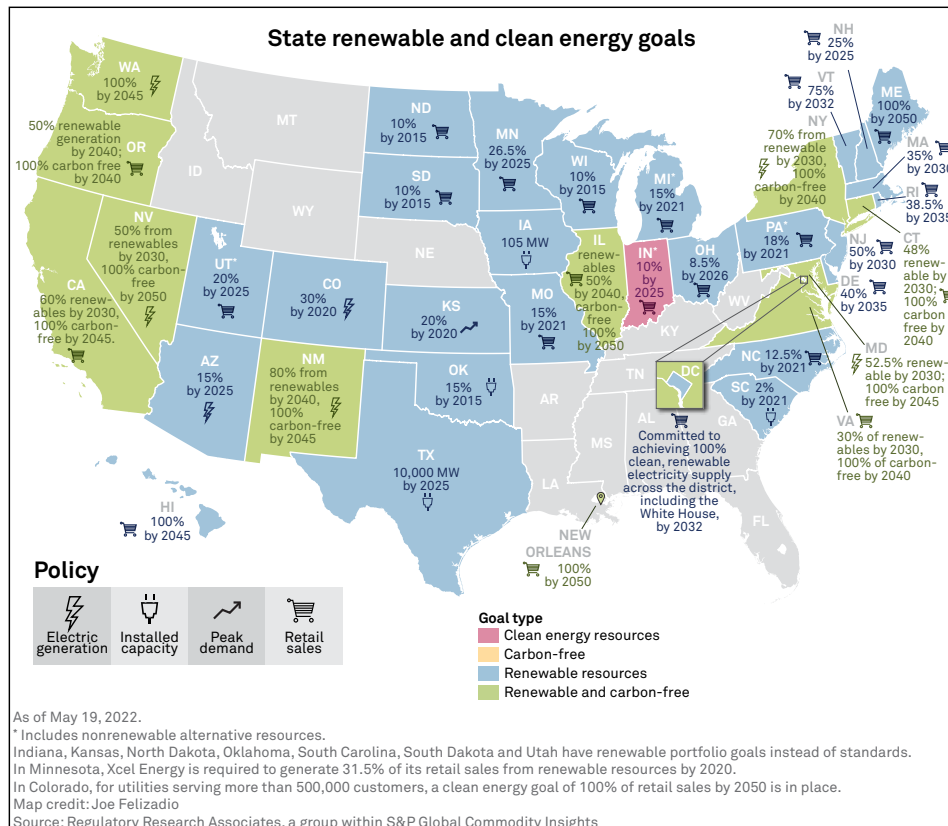 State renewable and clean energy goals
WA
100%
by 2045
50% renewable
generation
by 2040;
100% carbon free
by 2040
OR
MT
ID
WY
NV
50% from
renewables
by 2030,
100% carbon-
free by
2050
CA
60% renew-
ables by 2030,
100% carbon-
free by 2045.
UT*
20%
by 2025
AZ
15%
by 2025
CO
30%
by 2020
NM
80% from
renewables
by 2040,
100%
carbon-free
by 2045
ND
10%
by 2015
SD
10%
by 2015
NE
KS
20%
by 2020
OK
15%
by 2015
TX
10,000 MW
by 2025
MN
26.5%
by 2025
IA
105 MW
MO
15%
by 2021
AR
LA
WI
10%
by 2015
IL
renew-
ables
50%
by 2040,
carbon-
free
100%
by 2050
MI*
15%
by 2021
IN*
10%
by
2025
OH
8.5%
by 2026
KY
TN
MS
AL
GA
FL
WV
PA*
18%
by 2021
NC 12.5%
by 2021
SC 2%
by 2021
DC
Committed to
achieving 100%
clean, renewable
electricity supply
across the district,
including the
White House,
by 2032
NEW
ORLEANS
100%
by 2050
HI
100%
by 2045
NH
25%
by 2025
VT
75%
by 2032
NY
70% from
renewable
by 2030,
100%
carbon-free
by 2040
ME
100%
by 2050
MA
35%
by 2030
RI
38.5%
by 2035
CT
48%
renew-
able by
2030;
100%
carbon
free by
2040
NJ
50%
by 2030
DE
40%
by 2035
MD
52.5% renew-
able by 2030;
100% carbo;
free by 2045
VA
30% of renew-
ables by 2030,
100% of carbon-
free by 2040
Policy
Electric
generation
Installed
capacity
Peak
demand
Retail
sales
Goal type
Clean energy resources
Carbon-free
Renewable resources
Renewable and carbon-free
As of May 19, 2022.
* Includes nonrenewable alternative resources.
Indiana, Kansas, North Dakota, Oklahoma, South Carolina, South Dakota and Utah have renewable portfolio goals instead of standards.
In Minnesota, Xcel Energy is required to generate 31.5% of its retail sales from renewable resources by 2020.
In Colorado, for utilities serving more than 500,000 customers, a clean energy goal of 100% of retail sales by 2050 is in place.
Map credit: Joe Felizadio
Source: Regulatory Research Associates, a group within S&P Global Commodity Insights